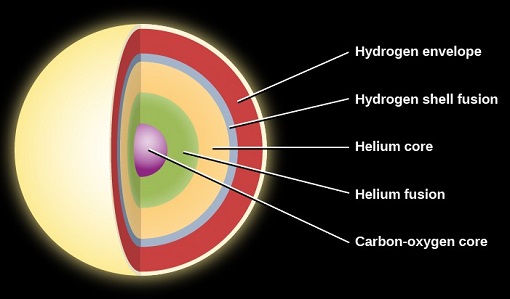 Hydrogen envelope
Hydrogen shell fusion
Helium core
Helium fusion
Carbon-oxygen core